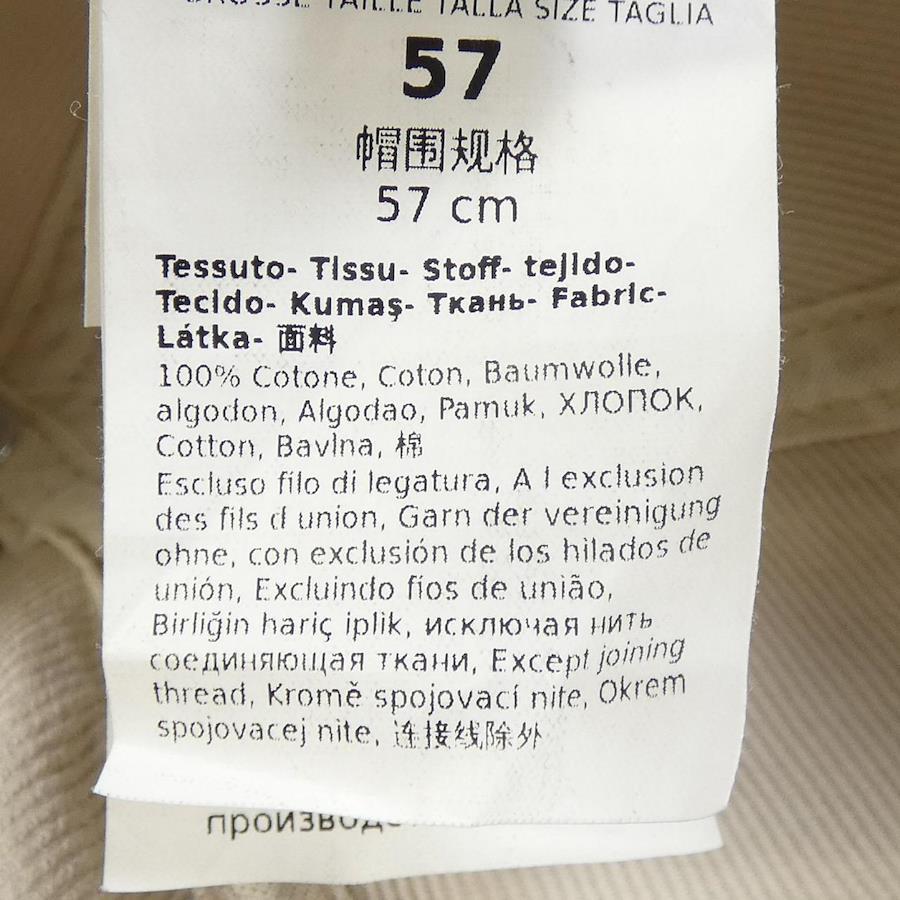 GRÖSSE TAILLE TALLA SIZE TAGLIA
57
帽围规格
57 cm
Tessuto- Tissu- Stoff- tejido-
Tecido- Kumaş- Ткань- Fabric-
Látka- 面料
100% Cotone, Coton, Baumwolle,
algodon, Algodao, Pamuk, ХЛОПОК,
Cotton, Bavlna, 棉
Escluso filo di legatura, A l exclusion
des fils d union, Garn der vereinigung
ohne, con exclusión de los hilados de
unión, Excluindo fios de união,
Birliğin hariç iplik, исключая нить
соединяющая ткани, Except joining
thread, Kromě spojovací nite, Okrem
spojovacej nite, 连接线除外